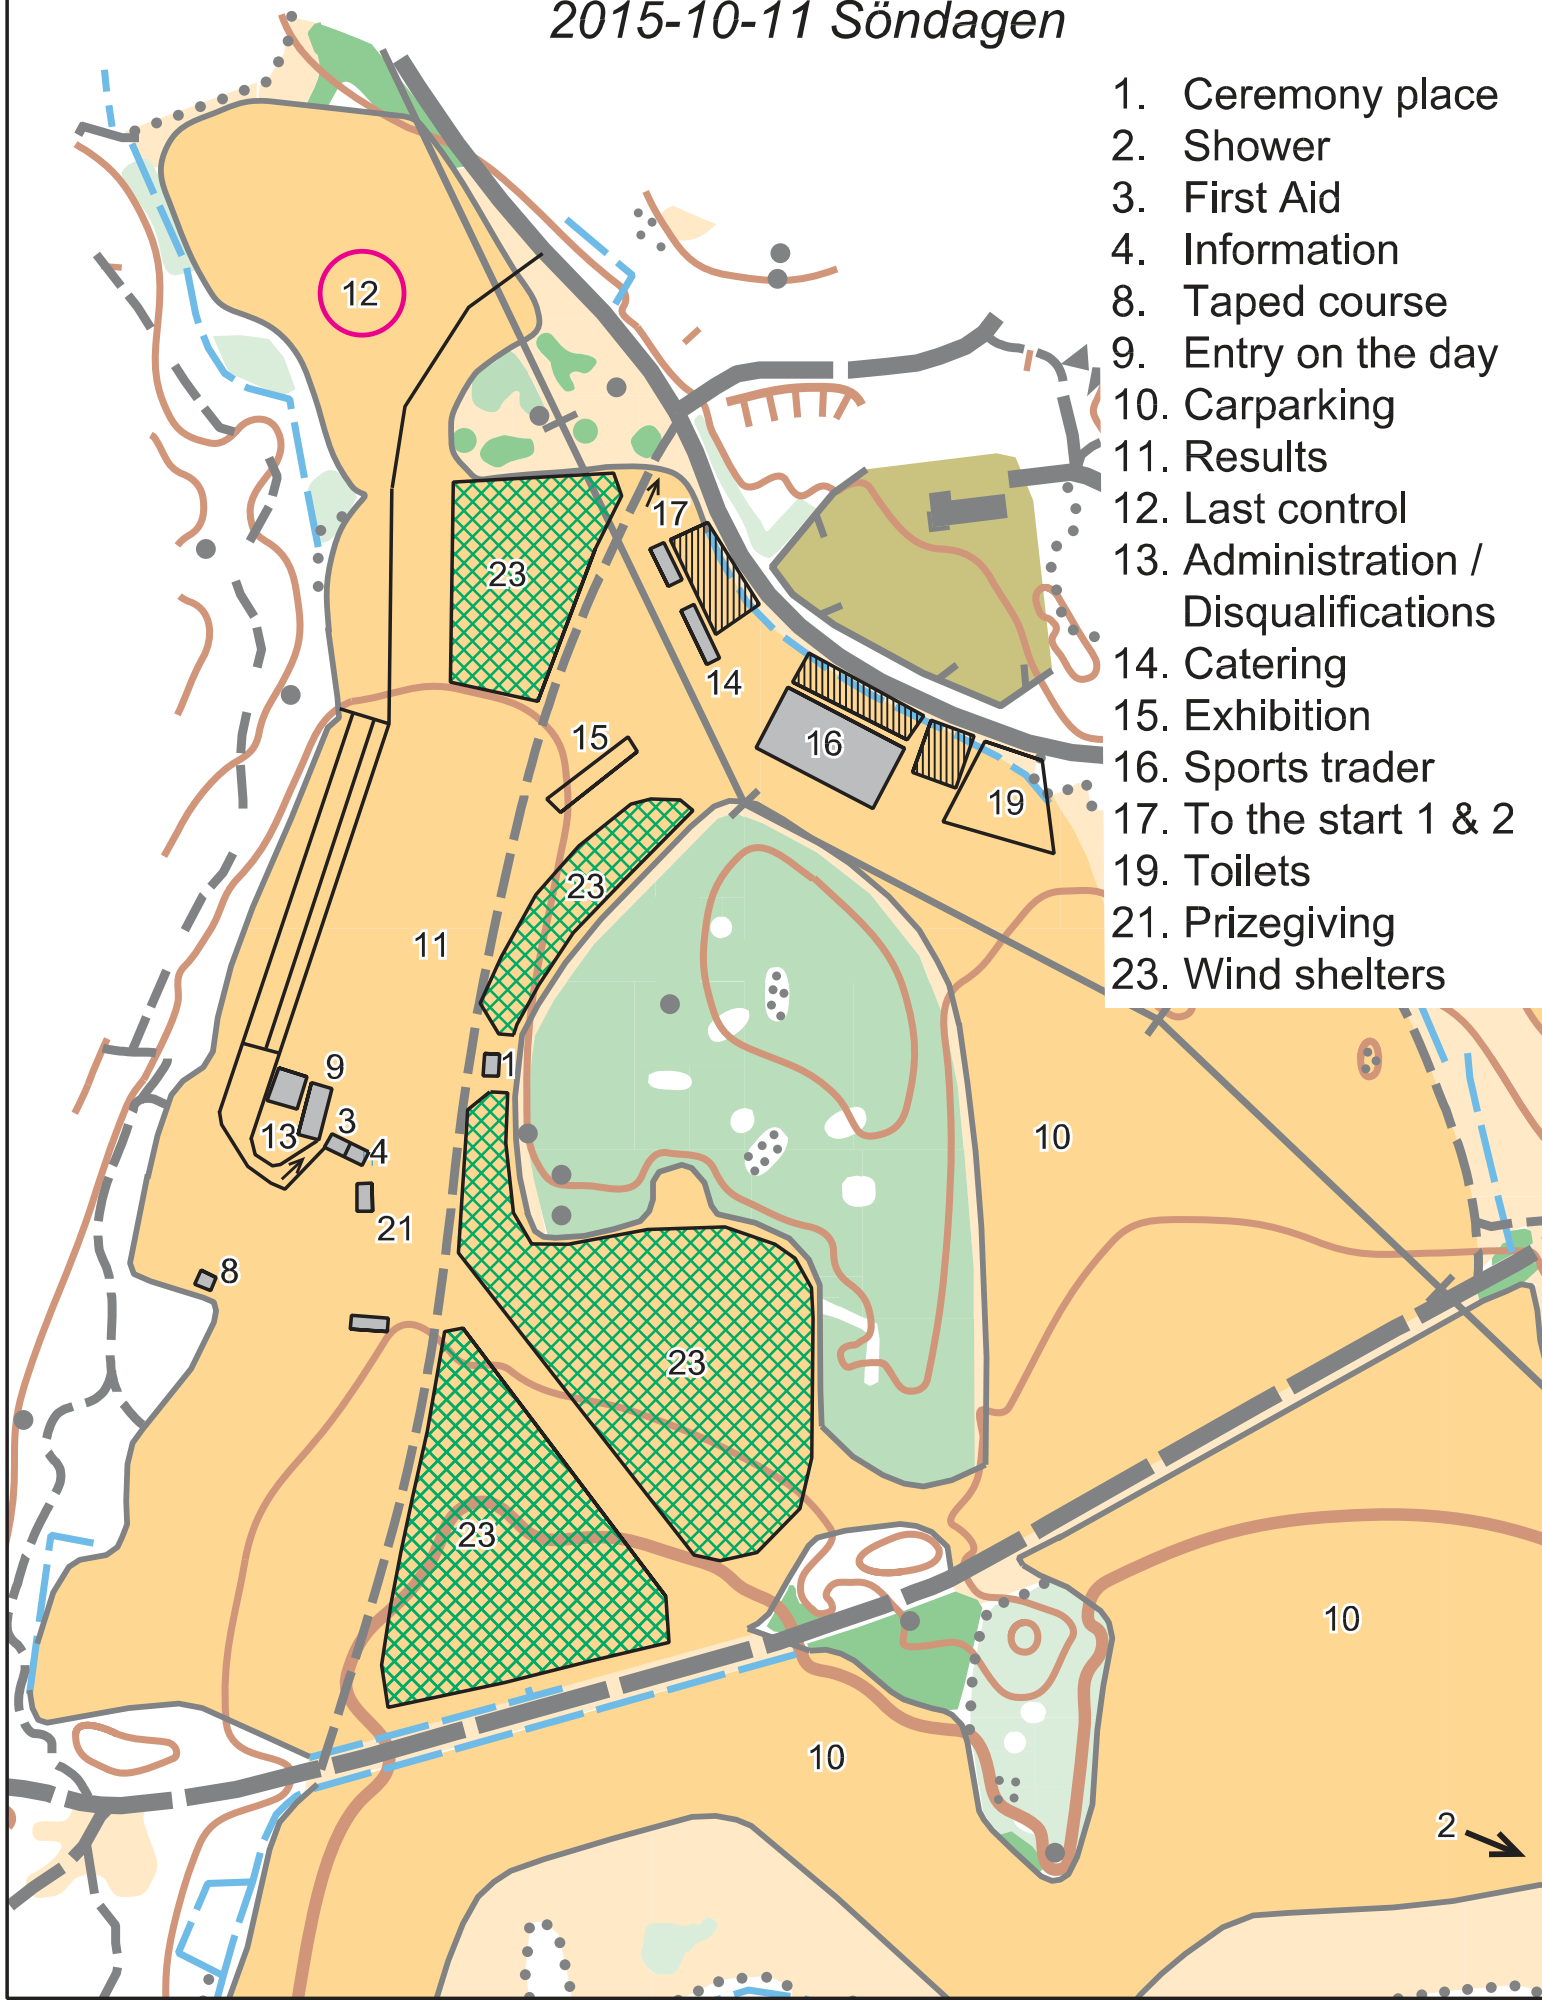 2015-10-11 Söndagen
1. Ceremony place
2. Shower
3. First Aid
4. Information
8. Taped course
9. Entry on the day
10. Carparking
11. Results
12. Last control
13. Administration /
Disqualifications
14. Catering
15. Exhibition
16. Sports trader
17. To the start 1 & 2
19. Toilets
21. Prizegiving
23. Wind shelters
12
17
23
14
15
16
19
23
11
1
9
3
13
4
10
21
8
23
23
10
10
2